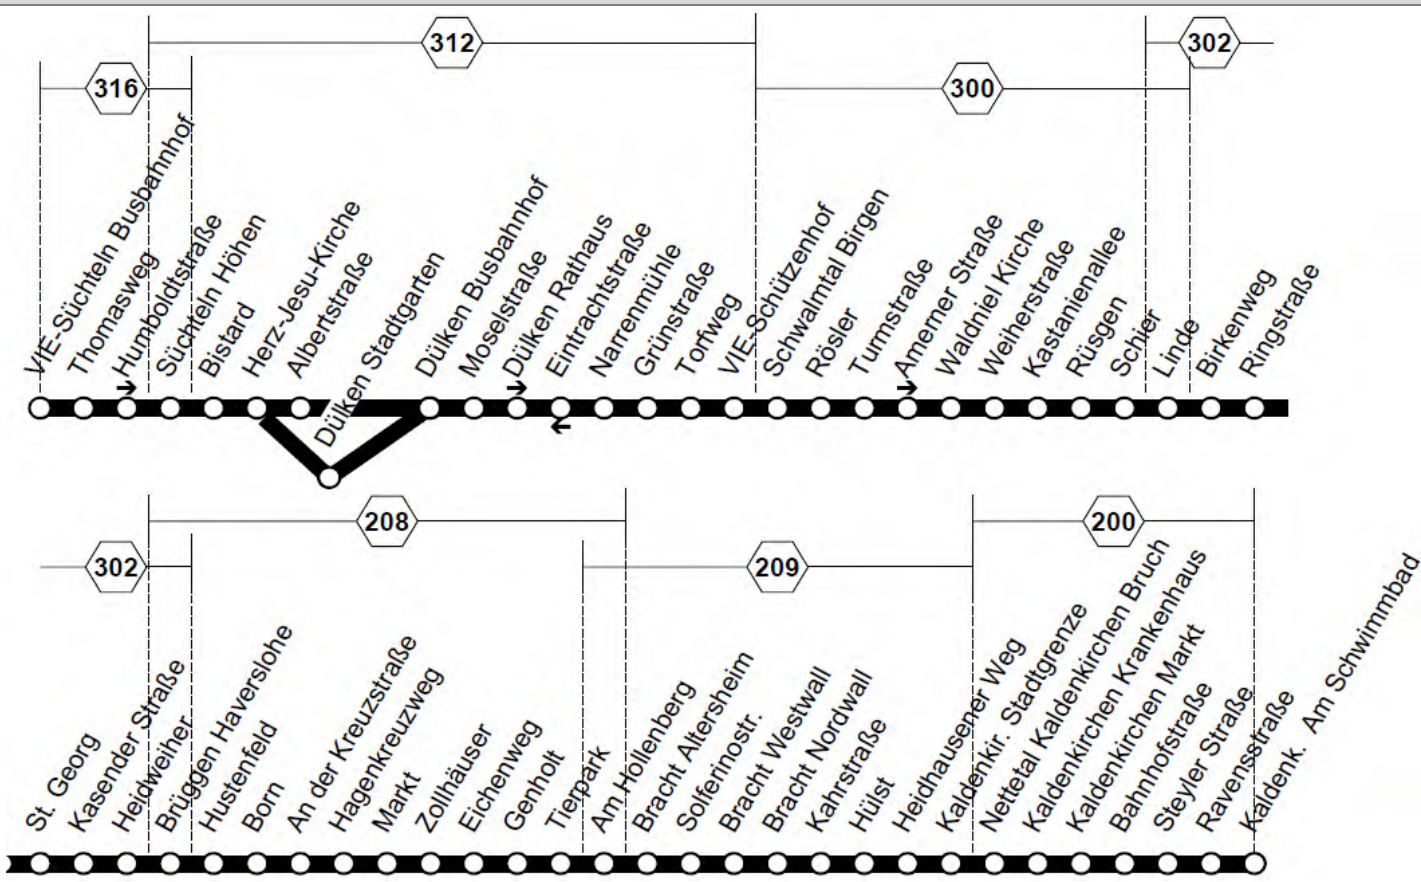 312
302
316
300
VIE-Süchteln Busbahnhof
Thomasweg
Humboldtstraße
Süchteln Höhen
Bistard
Herz-Jesu-Kirche
Albertstraße
Dülken Stadtgarten
Dülken Busbahnhof
Moselstraße
Dülken Rathaus
Eintrachtstraße
Narrenmühle
Grünstraße
Torfweg
VIE-Schützenhof
Schwalmtal Birgen
Rösler
Turmstraße
Amerner Straße
Waldniel Kirche
Weiherstraße
Kastanienallee
Rüsgen
Schier
Linde
Birkenweg
Ringstraße
208
200
302
209
St. Georg
Kasender Straße
Heidweiher
Brüggen Haverslohe
Hustenfeld
Born
An der Kreuzstraße
Hagenkreuzweg
Markt
Zollhäuser
Eichenweg
Genholt
Tierpark
Am Hollenberg
Bracht Altersheim
Solferinostr.
Bracht Westwall
Bracht Nordwall
Kahrstraße
Hülst
Heidhausener Weg
Kaldenkir. Stadtgrenze
Nettetal Kaldenkirchen Bruch
Kaldenkirchen Krankenhaus
Kaldenkirchen Markt
Bahnhofstraße
Steyler Straße
Ravensstraße
Kaldenk. Am Schwimmbad